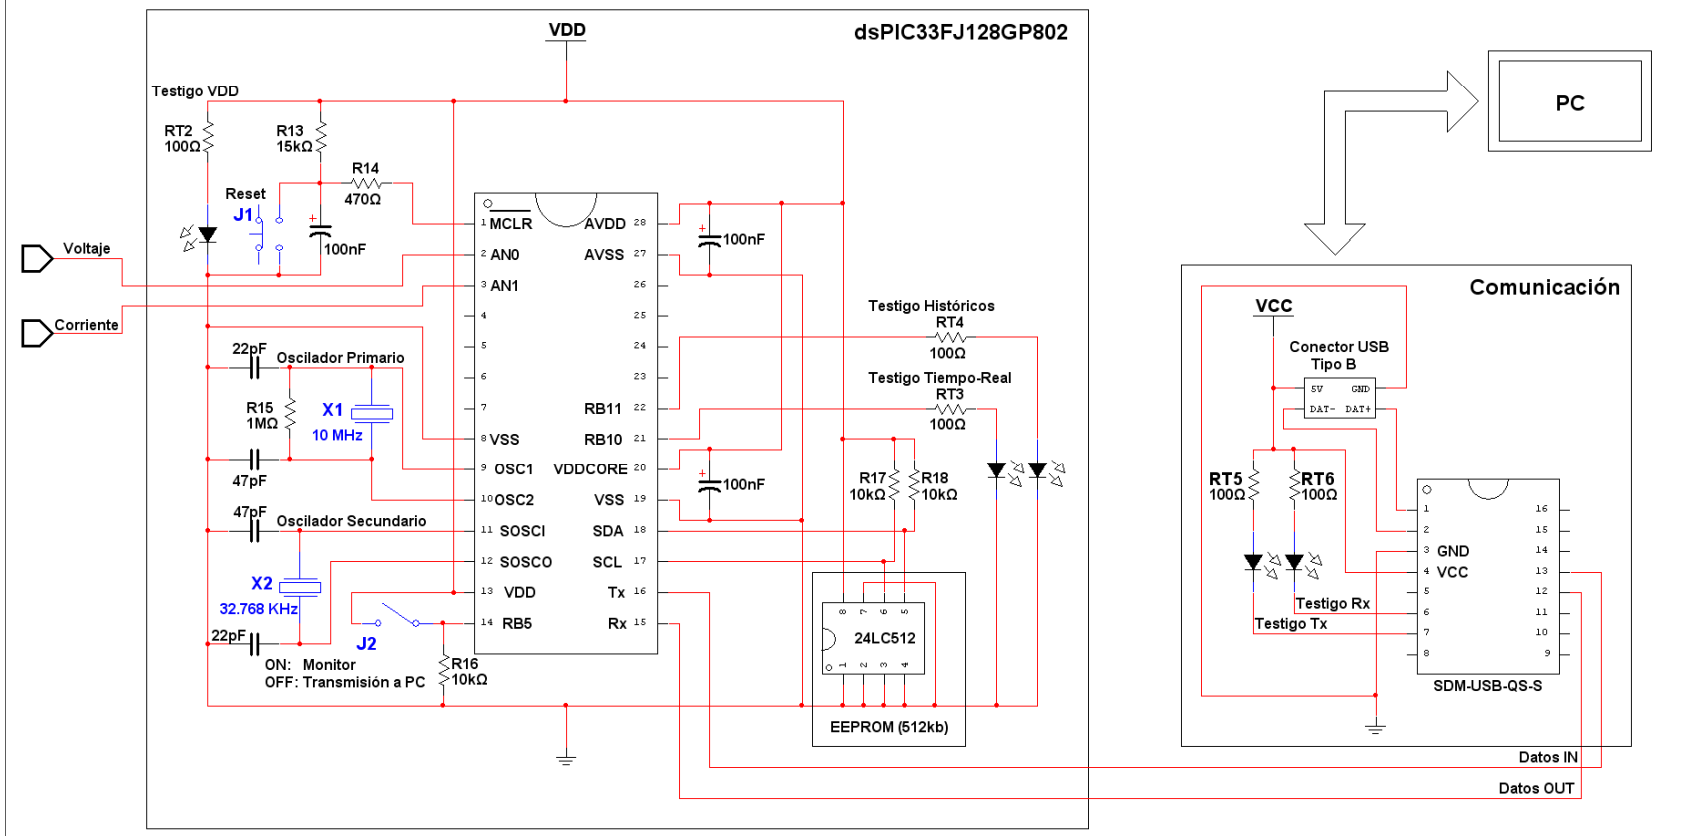 VDD
dsPIC33FJ128GP802
Testigo VDD
RT2
100Ω
R13
15kΩ
R14
470Ω
Reset
J1
+
100nF
Voltaje
Corriente
1 MCLR
2 AN0
3 AN1
4
5
6
7
8 VSS
9 OSC1
10 OSC2
11 SOSCI
12 SOSCO
13 VDD
14 RB5
AVDD 28
AVSS 27
26
25
24
23
RB11 22
RB10 21
VDDCORE 20
VSS 19
SDA 18
SCL 17
Tx 16
Rx 15
+
100nF
+
100nF
22pF
Oscilador Primario
R15
1MΩ
X1
10 MHz
47pF
47pF
Oscilador Secundario
X2
32.768 KHz
22pF
J2
ON: Monitor
OFF: Transmisión a PC
R16
10kΩ
Testigo Históricos
RT4
100Ω
Testigo Tiempo-Real
RT3
100Ω
R17
10kΩ
R18
10kΩ
8 7 6 5
24LC512
1 2 3 4
EEPROM (512kb)
PC
Comunicación
VCC
Conector USB
Tipo B
5V GND
DAT- DAT+
RT5
100Ω
RT6
100Ω
Testigo Rx
Testigo Tx
1
2
3 GND
4 VCC
5
6
7
8
16
15
14
13
12
11
10
9
SDM-USB-QS-S
Datos IN
Datos OUT